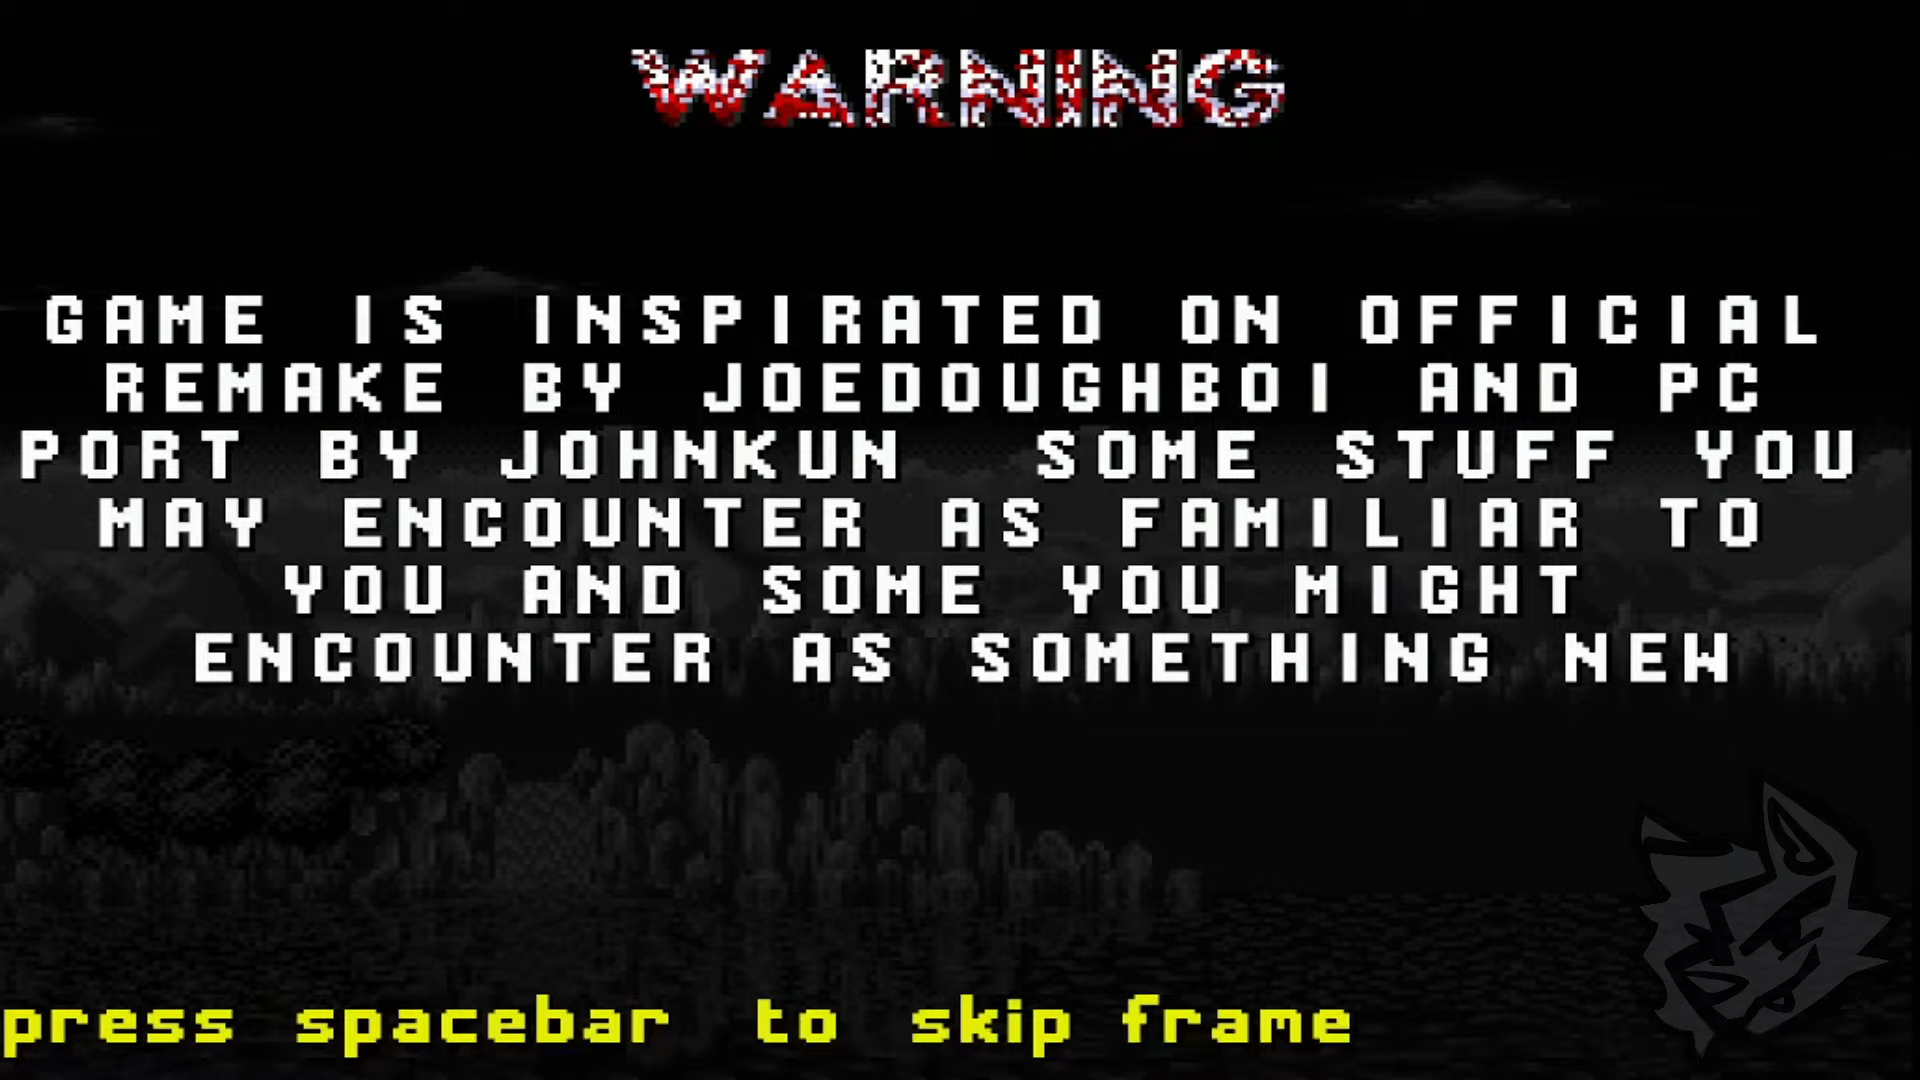 WARNING
GAME IS INSPIRATED ON OFFICIAL
REMAKE BY JOEDOUGHBOI AND PC
PORT BY JOHNKUN SOME STUFF YOU
MAY ENCOUNTER AS FAMILIAR TO
YOU AND SOME YOU MIGHT
ENCOUNTER AS SOMETHING NEW
press spacebar to skip frame